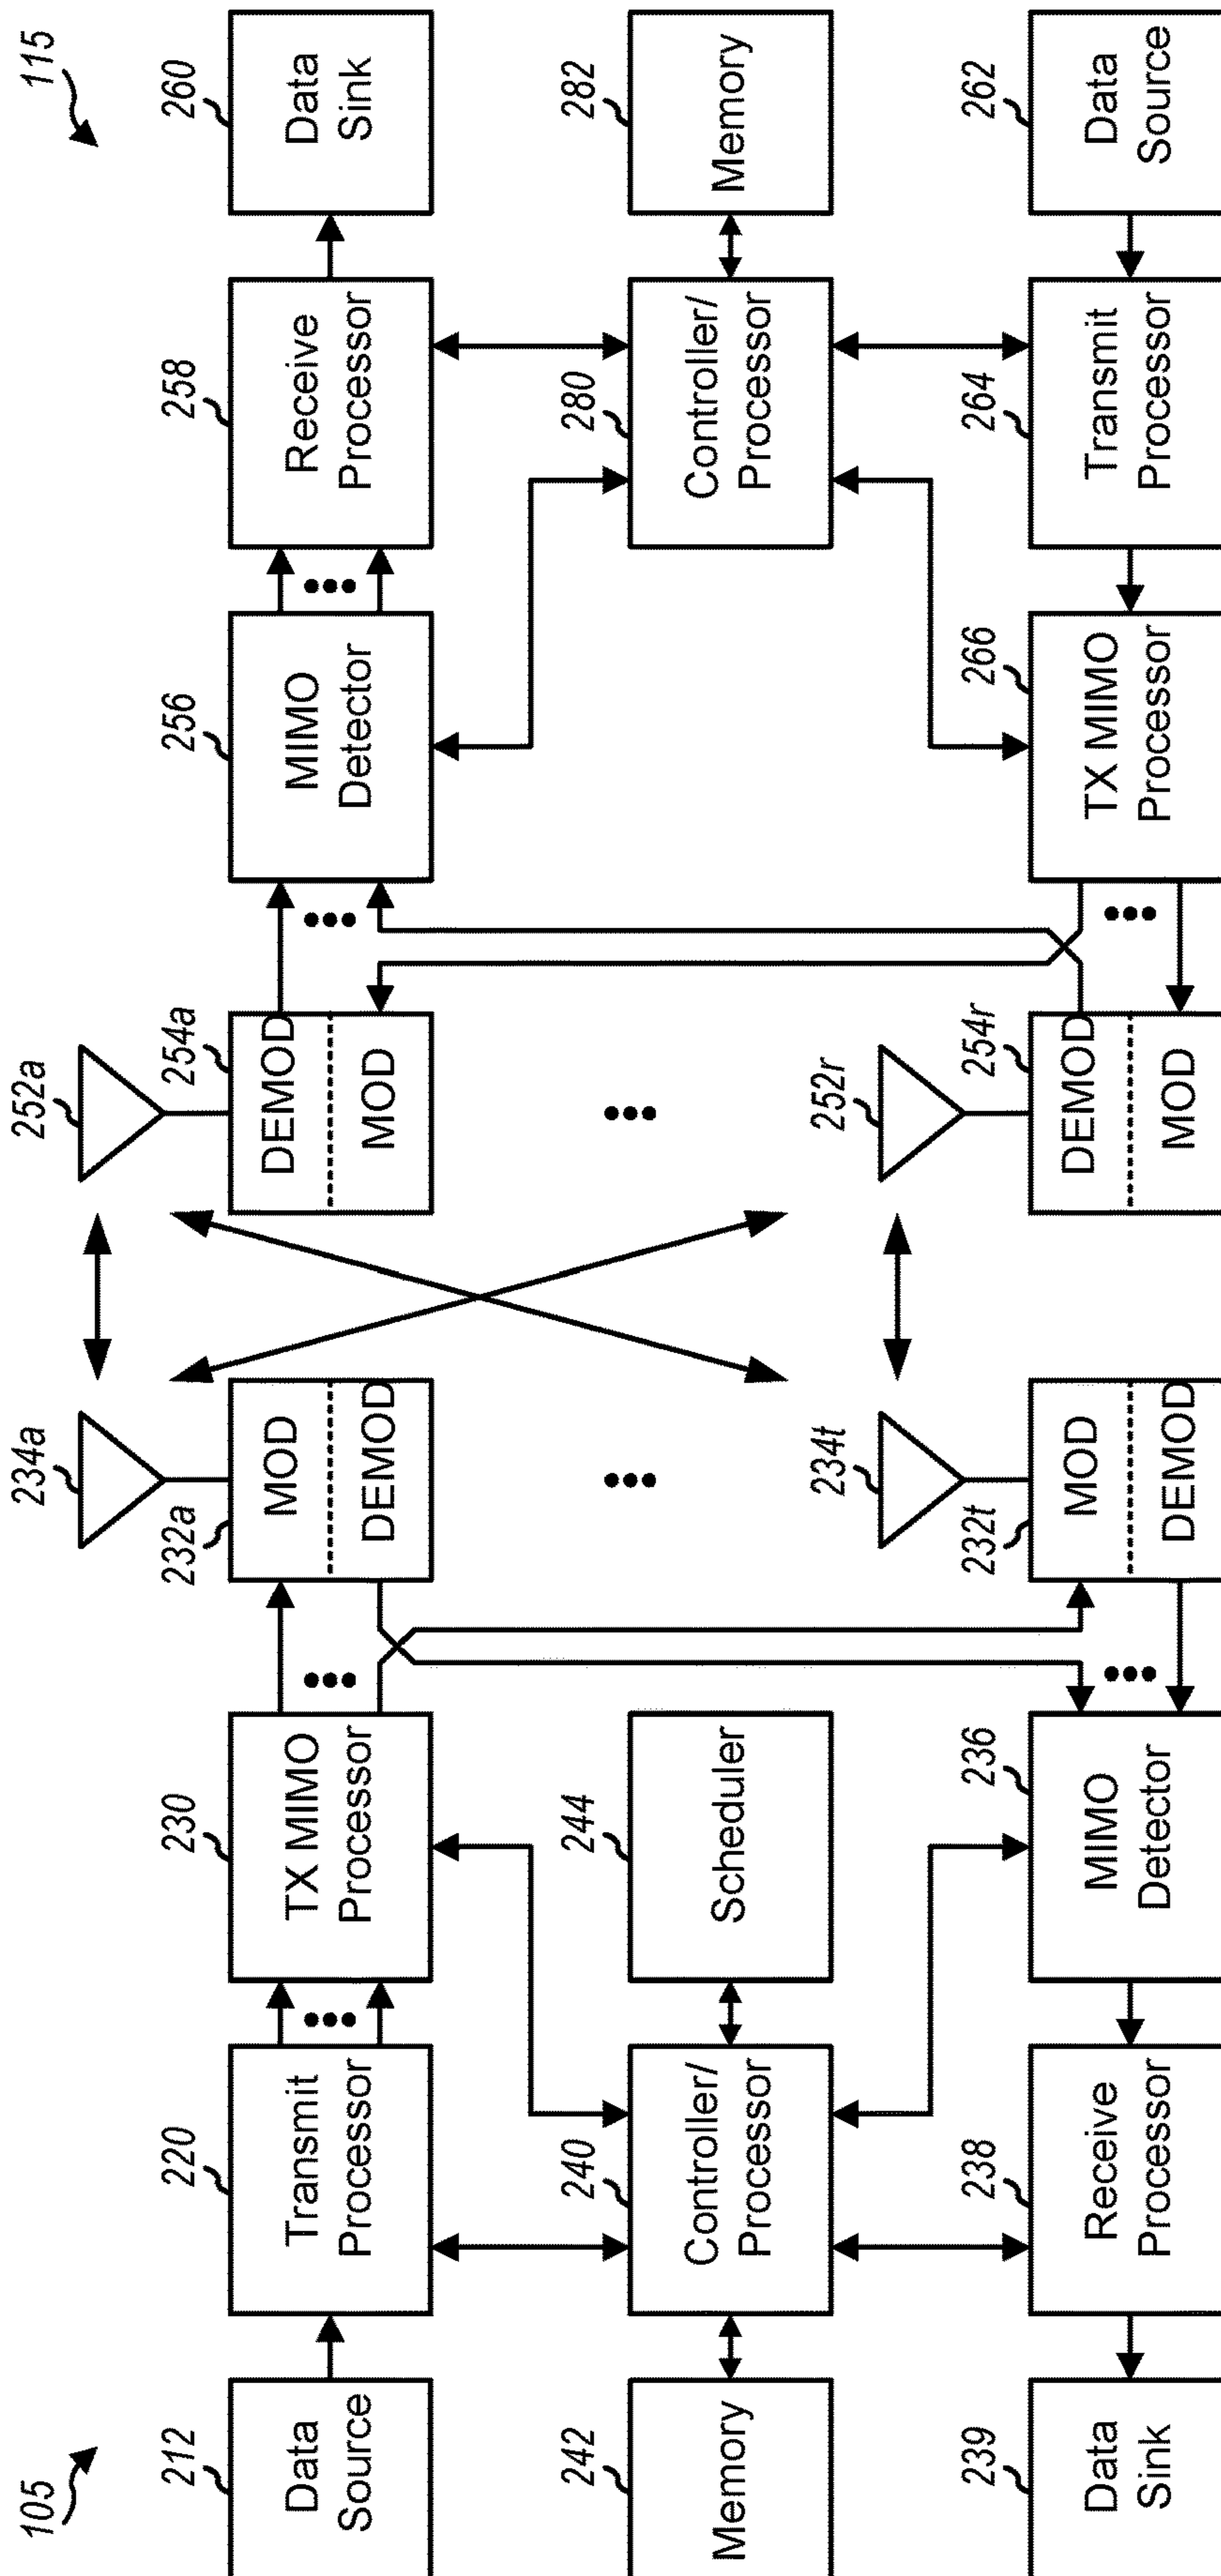 105
115
212
Data
Source
220
Transmit
Processor
230
TX MIMO
Processor
232a
MOD
DEMOD
234a
252a
254a
DEMOD
MOD
256
MIMO
Detector
258
Receive
Processor
260
Data
Sink
242
Memory
240
Controller/
Processor
244
Scheduler
280
Controller/
Processor
282
Memory
239
Data
Sink
238
Receive
Processor
236
MIMO
Detector
232t
MOD
DEMOD
234t
252r
254r
DEMOD
MOD
266
TX MIMO
Processor
264
Transmit
Processor
262
Data
Source